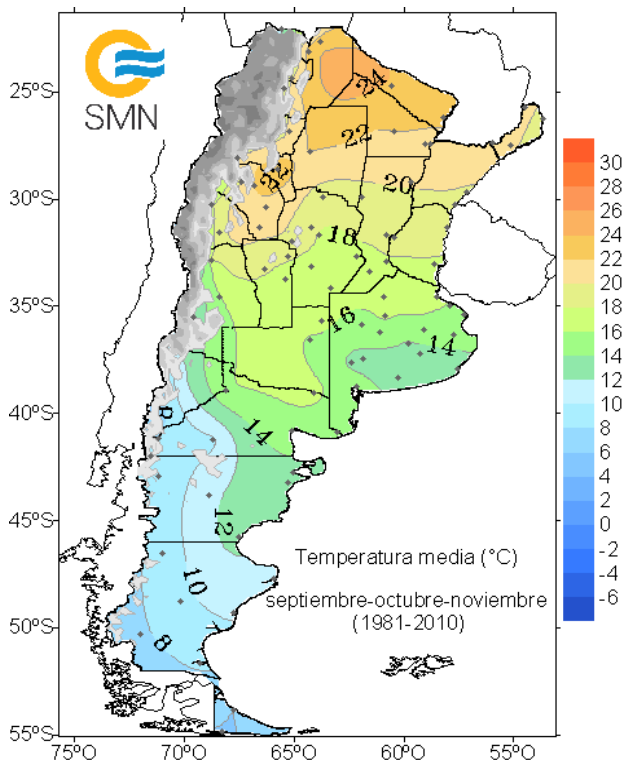 SMN
25ºS
30ºS
35ºS
40ºS
45ºS
50ºS
55ºS
75ºO
70ºO
65ºO
60ºO
55ºO
24
22
22
20
18
16
14
14
12
10
8
8
30
28
26
24
22
20
18
16
14
12
10
8
6
4
2
0
-2
-4
-6
Temperatura media (°C)
septiembre-octubre-noviembre
(1981-2010)